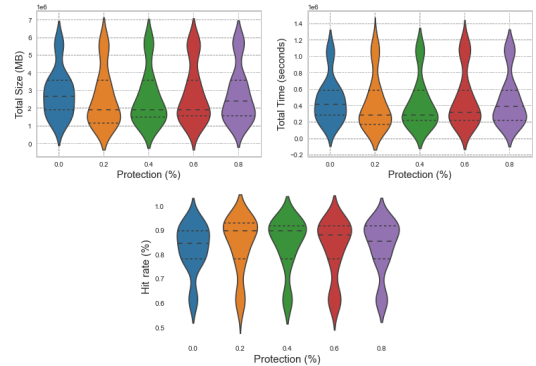 1e6
7
6
5
4
3
2
1
0
Total Size (MB)
0.0 0.2 0.4 0.6 0.8
Protection (%)
1e6
1.4
1.2
1.0
0.8
0.6
0.4
0.2
0.0
−0.2
Total Time (seconds)
0.0 0.2 0.4 0.6 0.8
Protection (%)
1.0
0.9
0.8
0.7
0.6
0.5
Hit rate (%)
0.0 0.2 0.4 0.6 0.8
Protection (%)